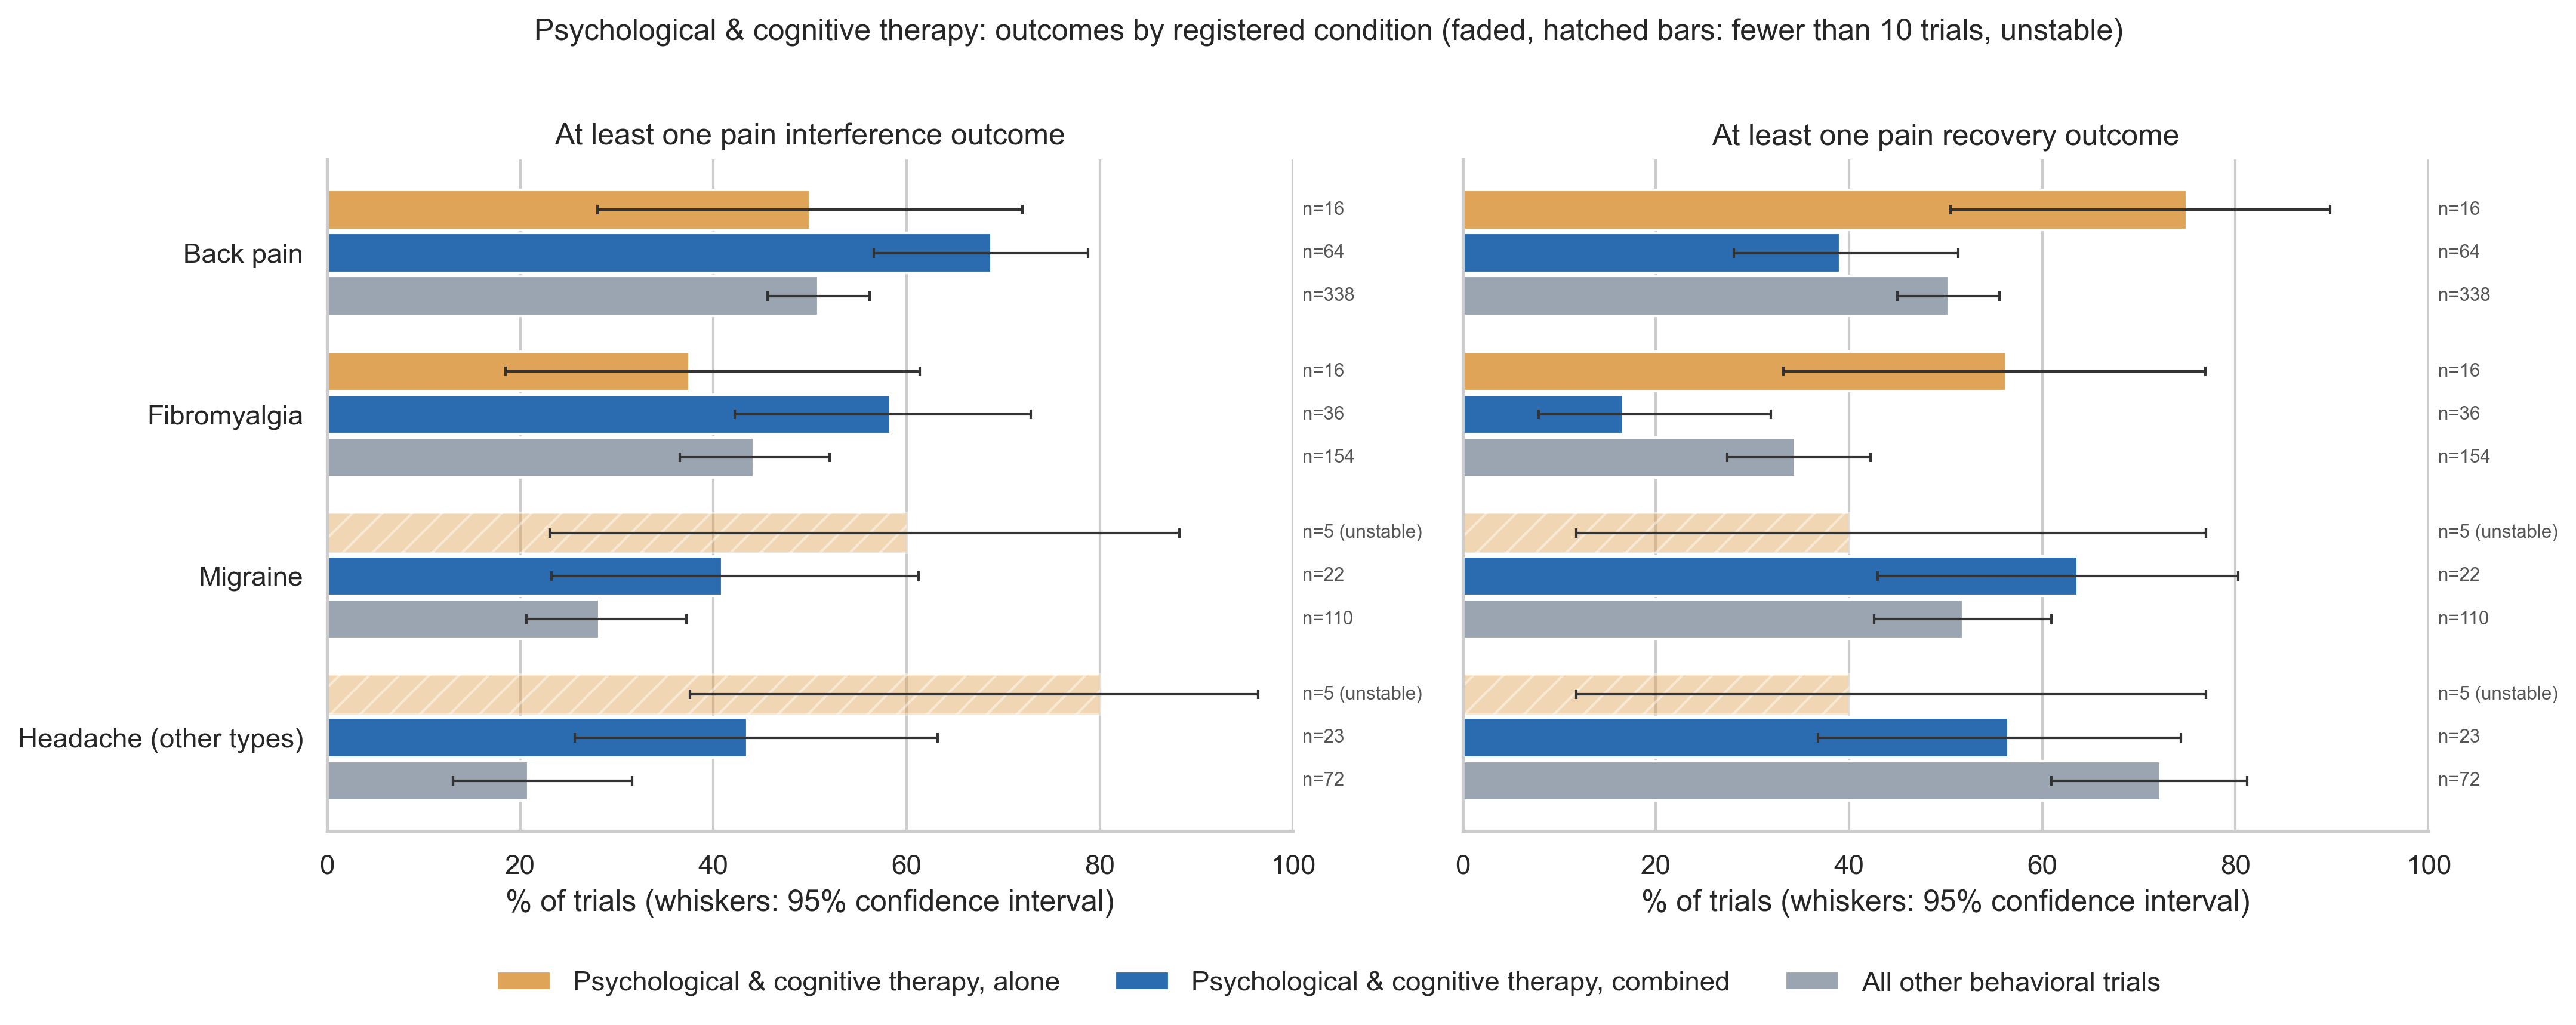 Psychological & cognitive therapy: outcomes by registered condition (faded, hatched bars: fewer than 10 trials, unstable)
At least one pain interference outcome
Back pain
n=16
n=64
n=338
Fibromyalgia
n=16
n=36
n=154
Migraine
n=5 (unstable)
n=22
n=110
Headache (other types)
n=5 (unstable)
n=23
n=72
0 20 40 60 80 100
% of trials (whiskers: 95% confidence interval)
At least one pain recovery outcome
n=16
n=64
n=338
n=16
n=36
n=154
n=5 (unstable)
n=22
n=110
n=5 (unstable)
n=23
n=72
0 20 40 60 80 100
% of trials (whiskers: 95% confidence interval)
Psychological & cognitive therapy, alone
Psychological & cognitive therapy, combined
All other behavioral trials